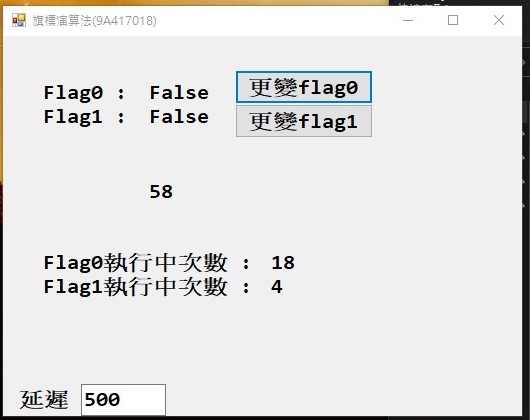 旗標演算法(9A417018)
Flag0 : False 更變flag0
Flag1 : False 更變flag1
58
Flag0執行中次數 : 18
Flag1執行中次數 : 4
延遲 500